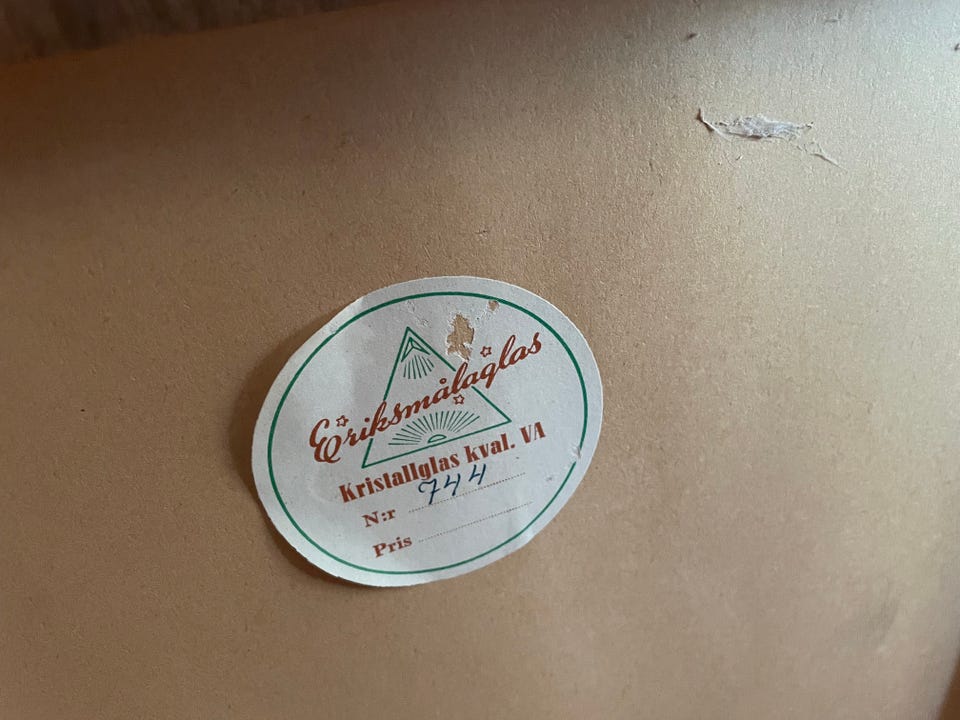 Eriksmålaglas
Kristallglas kval. VA
N:r 744
Pris